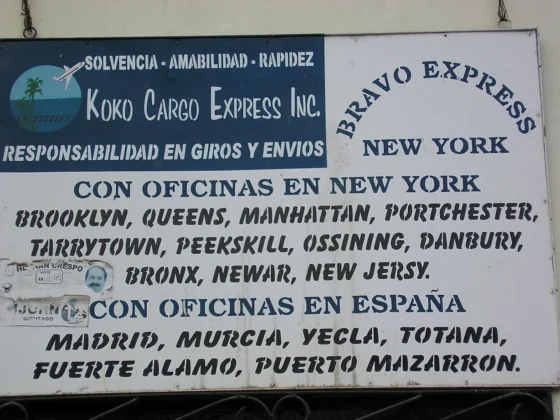 SOLVENCIA - AMABILIDAD - RAPIDEZ
KOKO CARGO EXPRESS INC.
RESPONSABILIDAD EN GIROS Y ENVIOS
BRAVO EXPRESS
NEW YORK
CON OFICINAS EN NEW YORK
BROOKLYN, QUEENS, MANHATTAN, PORTCHESTER,
TARRYTOWN, PEEKSKILL, OSSINING, DANBURY,
BRONX, NEWAR, NEW JERSY.
CRESPO
CON OFICINAS EN ESPAÑA
MADRID, MURCIA, YECLA, TOTANA,
FUERTE ALAMO, PUERTO MAZARRON.